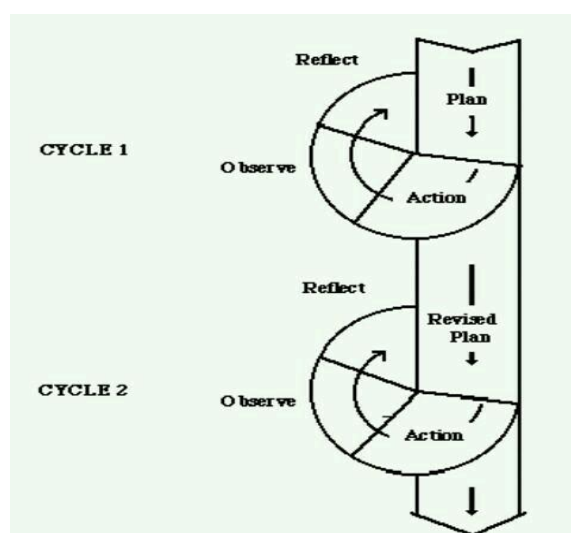 Reflect
Plan
CYCLE 1
Observe
Action
Reflect
Revised
Plan
CYCLE 2
Observe
Action